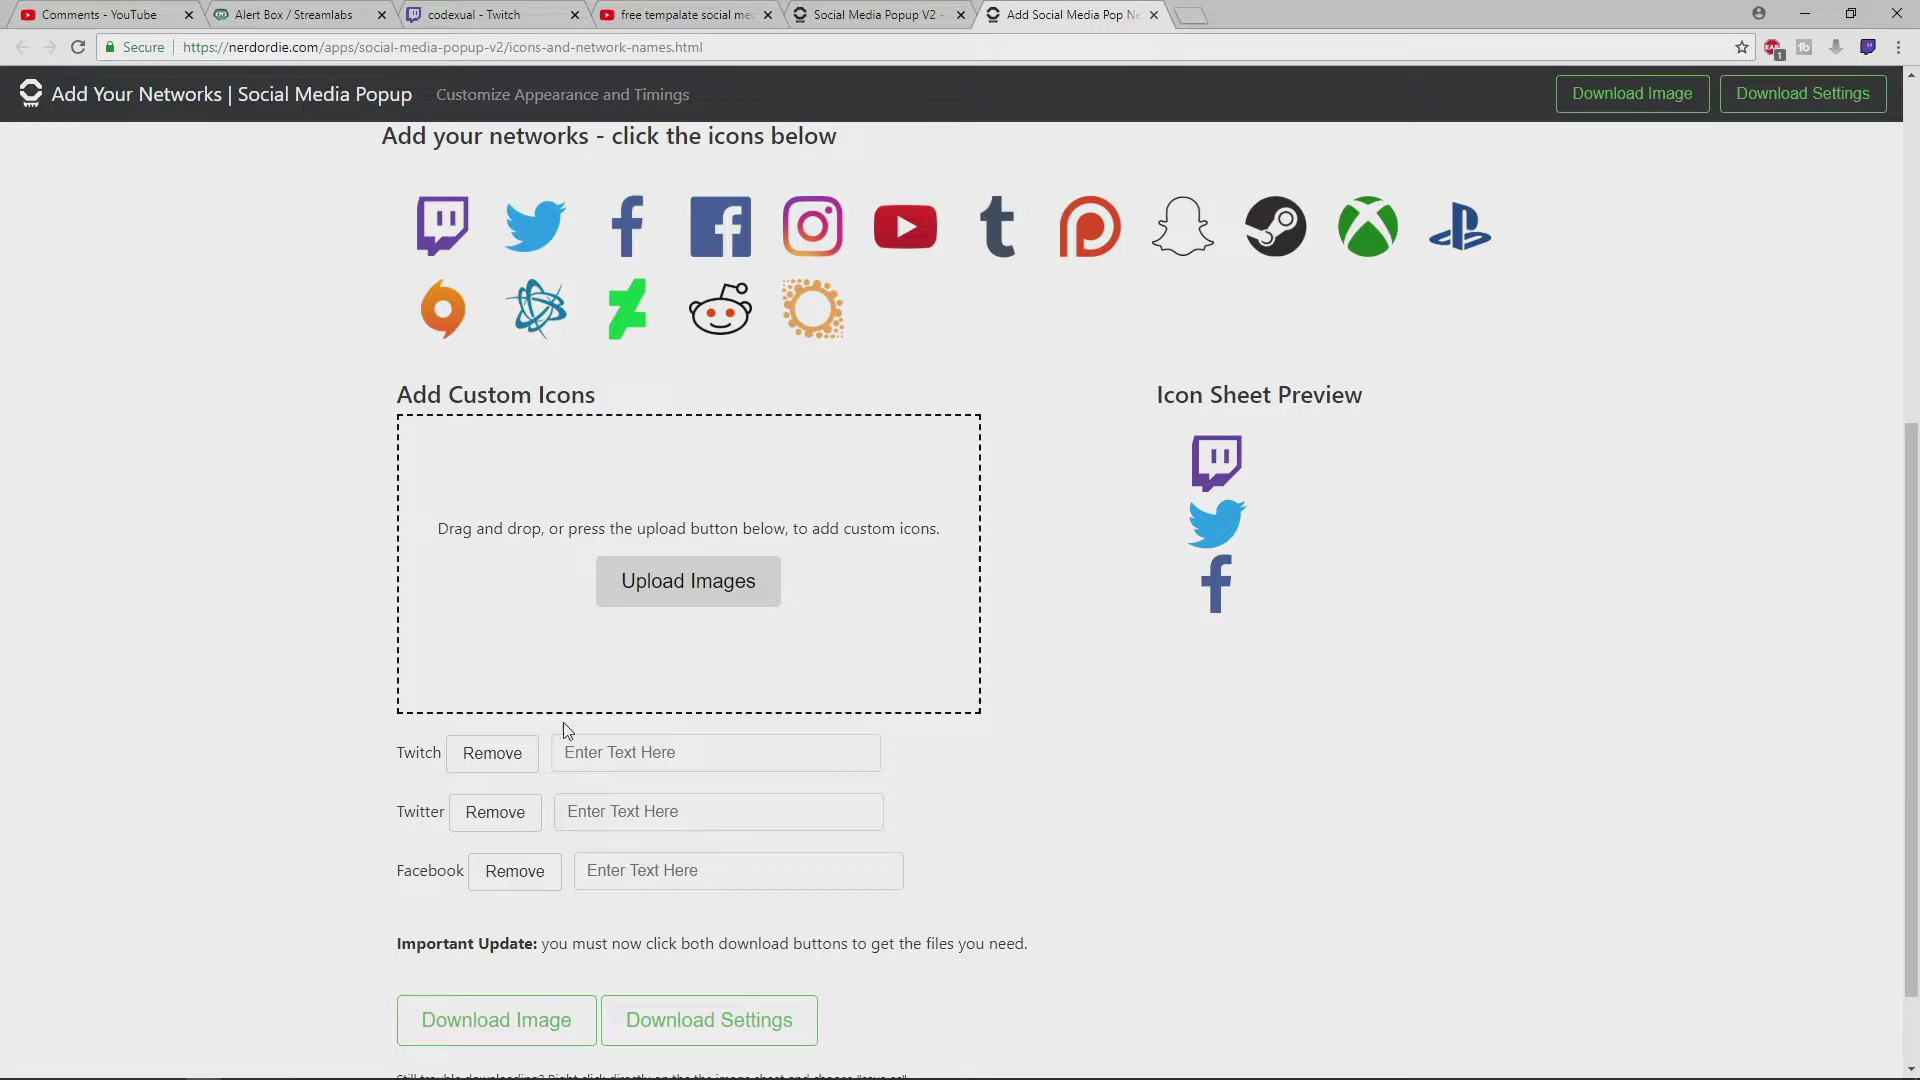 Comments - YouTube
Alert Box / Streamlabs
codexual - Twitch
free tempalate social me
Social Media Popup V2 -
Add Social Media Pop Ne
Secure
https://nerdordie.com/apps/social-media-popup-v2/icons-and-network-names.html
Add Your Networks | Social Media Popup
Customize Appearance and Timings
Download Image
Download Settings
Add your networks - click the icons below
Add Custom Icons
Icon Sheet Preview
Drag and drop, or press the upload button below, to add custom icons.
Upload Images
Twitch Remove Enter Text Here
Twitter Remove Enter Text Here
Facebook Remove Enter Text Here
Important Update: you must now click both download buttons to get the files you need.
Download Image Download Settings